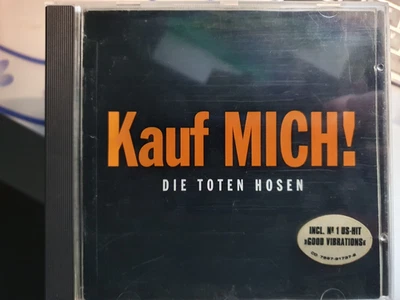 Kauf MICH!
DIE TOTEN HOSEN
INCL. Nº 1 US-HIT
»GOOD VIBRATIONS«